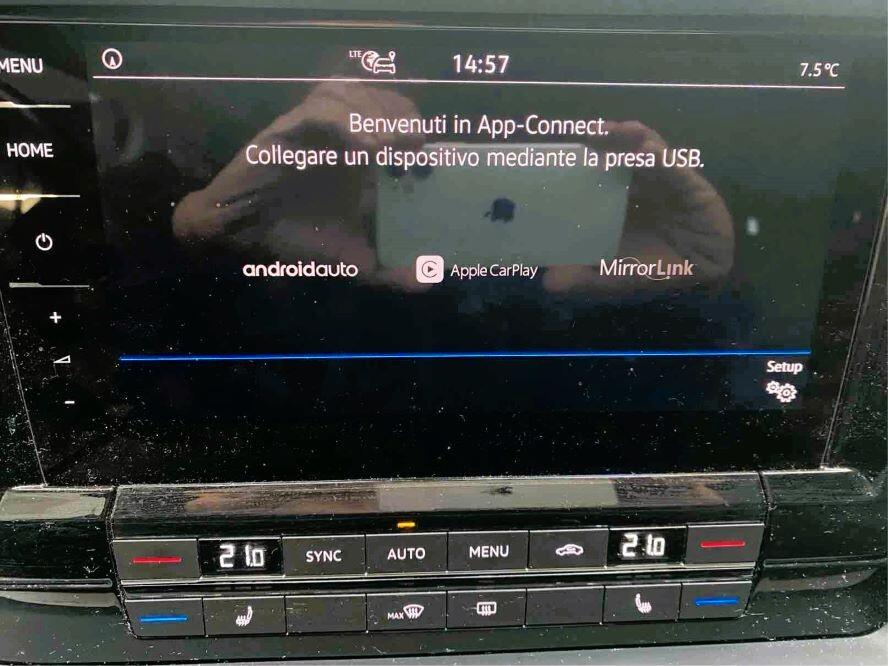 MENU
LTE 14:57 7.5°C
Benvenuti in App-Connect.
HOME
Collegare un dispositivo mediante la presa USB.
androidauto Apple CarPlay MirrorLink
+
-
Setup
21.0 SYNC AUTO MENU 21.0
MAX